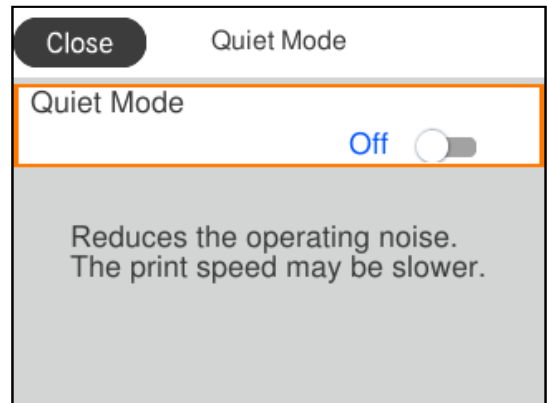 Close
Quiet Mode
Quiet Mode
Off
Reduces the operating noise.
The print speed may be slower.